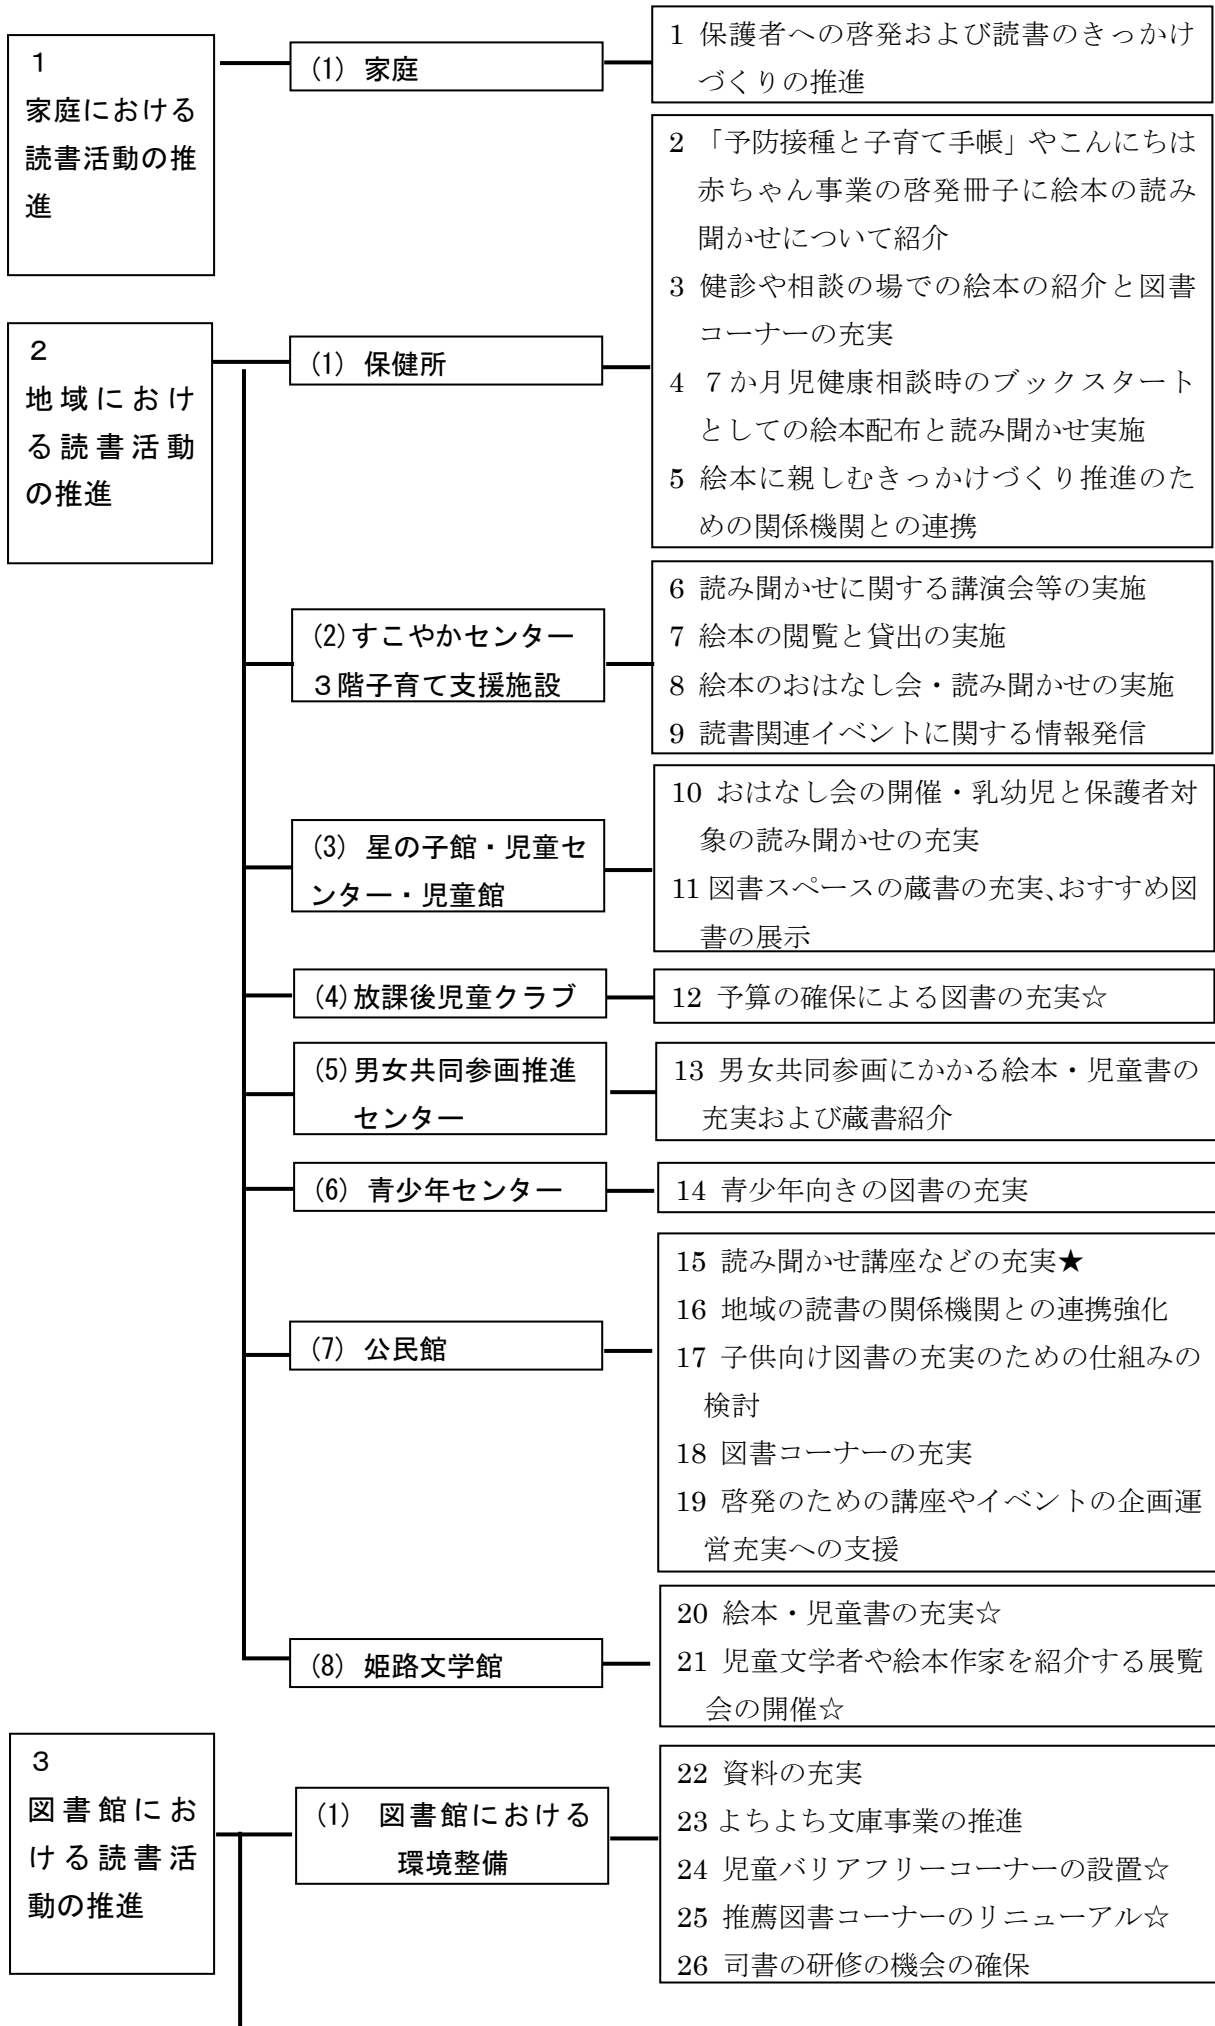 1
家庭における
読書活動の推
進
(1) 家庭
1 保護者への啓発および読書のきっかけ
づくりの推進
2
地域におけ
る読書活動
の推進
(1) 保健所
2 「予防接種と子育て手帳」やこんにちは
赤ちゃん事業の啓発冊子に絵本の読み
聞かせについて紹介
3 健診や相談の場での絵本の紹介と図書
コーナーの充実
4 ７か月児健康相談時のブックスタート
としての絵本配布と読み聞かせ実施
5 絵本に親しむきっかけづくり推進のた
めの関係機関との連携
(2)すこやかセンター
３階子育て支援施設
6 読み聞かせに関する講演会等の実施
7 絵本の閲覧と貸出の実施
8 絵本のおはなし会・読み聞かせの実施
9 読書関連イベントに関する情報発信
(3) 星の子館・児童セ
ンター・児童館
10 おはなし会の開催・乳幼児と保護者対
象の読み聞かせの充実
11 図書スペースの蔵書の充実、おすすめ図
書の展示
(4)放課後児童クラブ
12 予算の確保による図書の充実☆
(5)男女共同参画推進
センター
13 男女共同参画にかかる絵本・児童書の
充実および蔵書紹介
(6) 青少年センター
14 青少年向きの図書の充実
(7) 公民館
15 読み聞かせ講座などの充実★
16 地域の読書の関係機関との連携強化
17 子供向け図書の充実のための仕組みの
検討
18 図書コーナーの充実
19 啓発のための講座やイベントの企画運
営充実への支援
(8) 姫路文学館
20 絵本・児童書の充実☆
21 児童文学者や絵本作家を紹介する展覧
会の開催☆
3
図書館にお
ける読書活
動の推進
(1) 図書館における
環境整備
22 資料の充実
23 よちよち文庫事業の推進
24 児童バリアフリーコーナーの設置☆
25 推薦図書コーナーのリニューアル☆
26 司書の研修の機会の確保